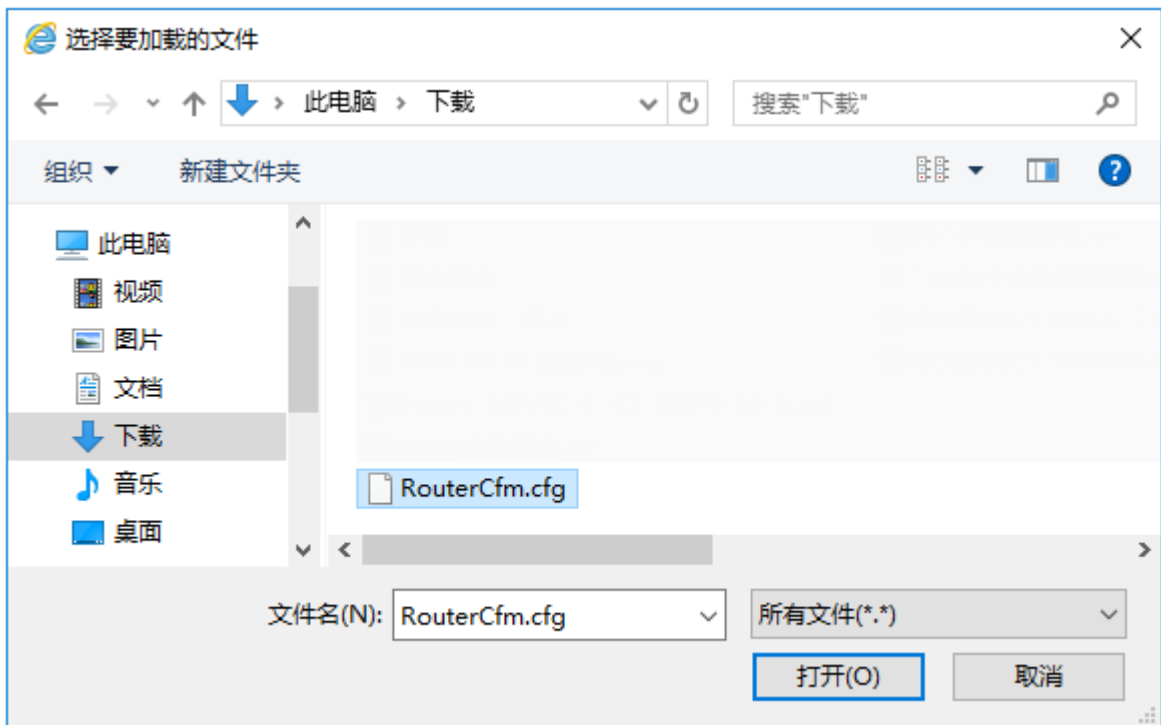 选择要加载的文件
此电脑 下载
搜索"下载"
组织 新建文件夹
此电脑
视频
图片
文档
下载
音乐
桌面
RouterCfm.cfg
文件名(N): RouterCfm.cfg 所有文件(*.*)
打开(O) 取消